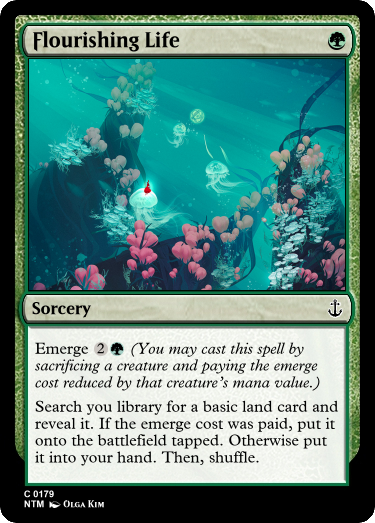 Flourishing Life
Sorcery
Emerge 2 (You may cast this spell by
sacrificing a creature and paying the emerge
cost reduced by that creature's mana value.)
Search you library for a basic land card and
reveal it. If the emerge cost was paid, put it
onto the battlefield tapped. Otherwise put
it into your hand. Then, shuffle.
C 0179
NTM Olga Kim